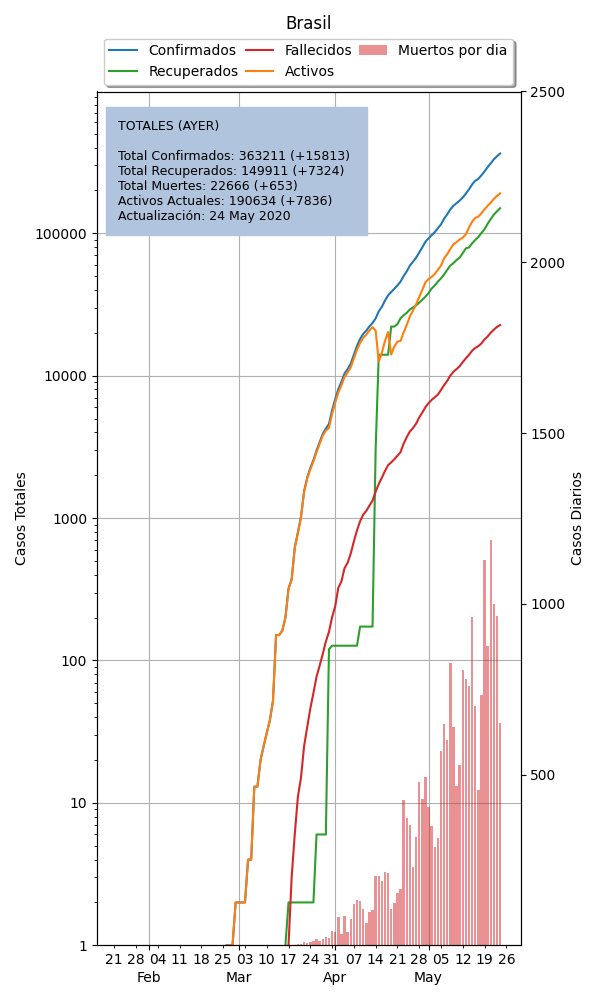 Brasil
Confirmados Fallecidos Muertos por dia
Recuperados Activos
TOTALES (AYER)
Total Confirmados: 363211 (+15813)
Total Recuperados: 149911 (+7324)
Total Muertes: 22666 (+653)
Activos Actuales: 190634 (+7836)
Actualización: 24 May 2020
Casos Totales
100000
10000
1000
100
10
1
2500
2000
1500
1000
500
Casos Diarios
21 28 04 11 18 25 03 10 17 24 31 07 14 21 28 05 12 19 26
Feb Mar Apr May